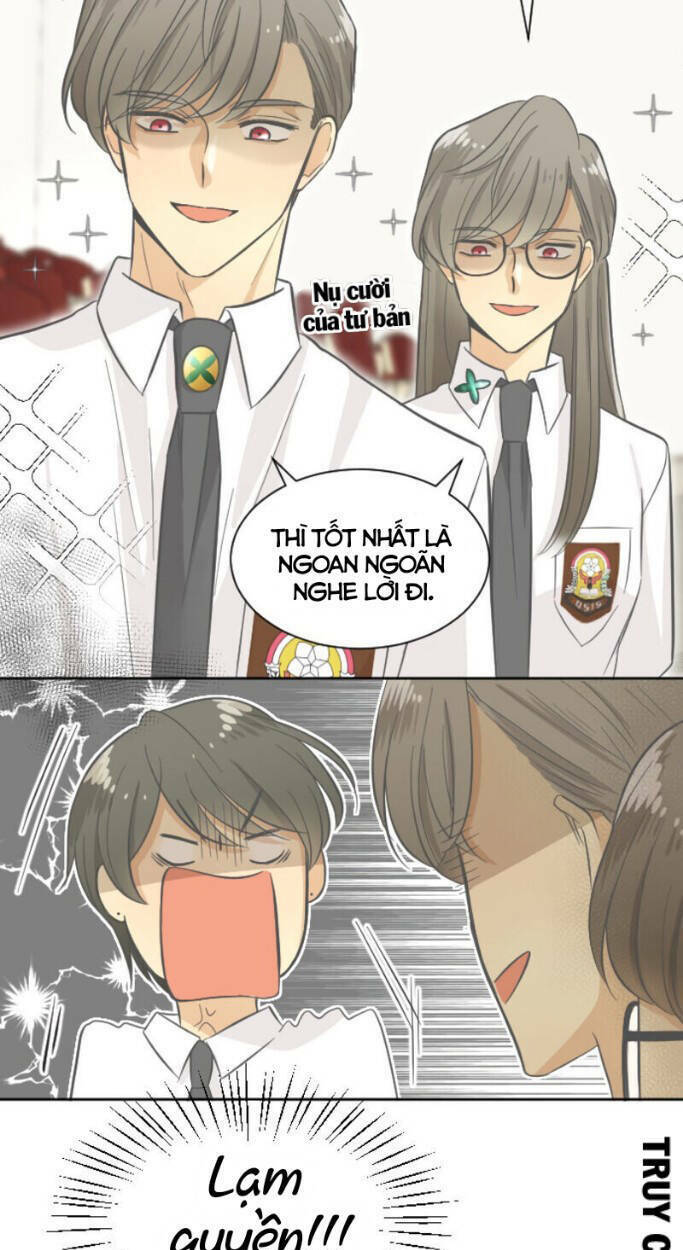 Nụ cười
của tư bản
THÌ TỐT NHẤT LÀ
NGOAN NGOÃN
NGHE LỜI ĐI.
Lạm
quyền!!!
TRUY C